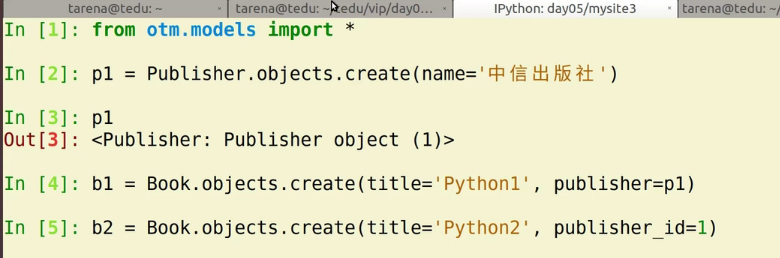 tarena@tedu: ~ × tarena@tedu: ~/edu/vip/day0... × IPython: day05/mysite3 × tarena@tedu: ~/
In [1]: from otm.models import *
In [2]: p1 = Publisher.objects.create(name='中信出版社')
In [3]: p1
Out[3]: <Publisher: Publisher object (1)>
In [4]: b1 = Book.objects.create(title='Python1', publisher=p1)
In [5]: b2 = Book.objects.create(title='Python2', publisher_id=1)